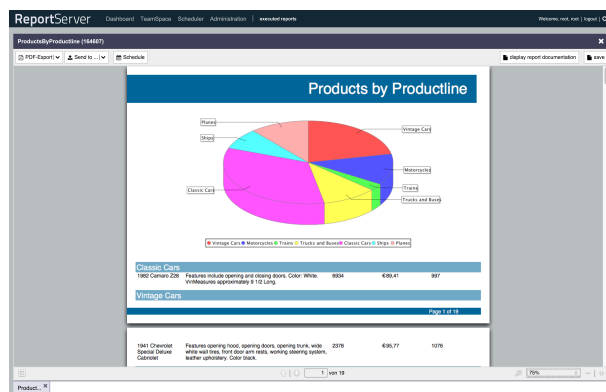 ReportServer Dashboard TeamSpace Scheduler Administration | executed reports Welcome, root, root | logout |
ProductsByProductline (164607)
PDF-Export Send to ... Schedule display report documentation save
Products by Productline
Planes
Vintage Cars
Ships
Motorcycles
Classic Cars
Trains
Trucks and Buses
Vintage Cars Motorcycles Trains Trucks and Buses Classic Cars Ships Planes
Classic Cars
1982 Camaro Z28 Features include opening and closing doors. Color: White. 6934 €89,41 997
\r\nMeasures approximately 9 1/2 Long.
Vintage Cars
Page 1 of 19
1941 Chevrolet Features opening hood, opening doors, opening trunk, wide 2378 €95,77 1076
Special Deluxe white wall tires, front door arm rests, working steering system,
Cabriolet leather upholstery. Color black.
1 von 19 75%
Product... ×